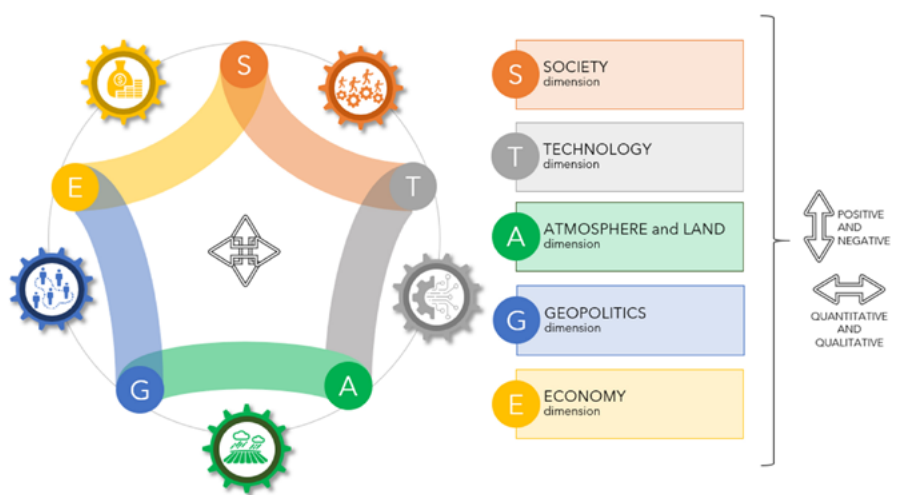 S
E
T
G
A
S
SOCIETY
dimension
T
TECHNOLOGY
dimension
A
ATMOSPHERE and LAND
dimension
G
GEOPOLITICS
dimension
E
ECONOMY
dimension
POSITIVE
AND
NEGATIVE
QUANTITATIVE
AND
QUALITATIVE
$